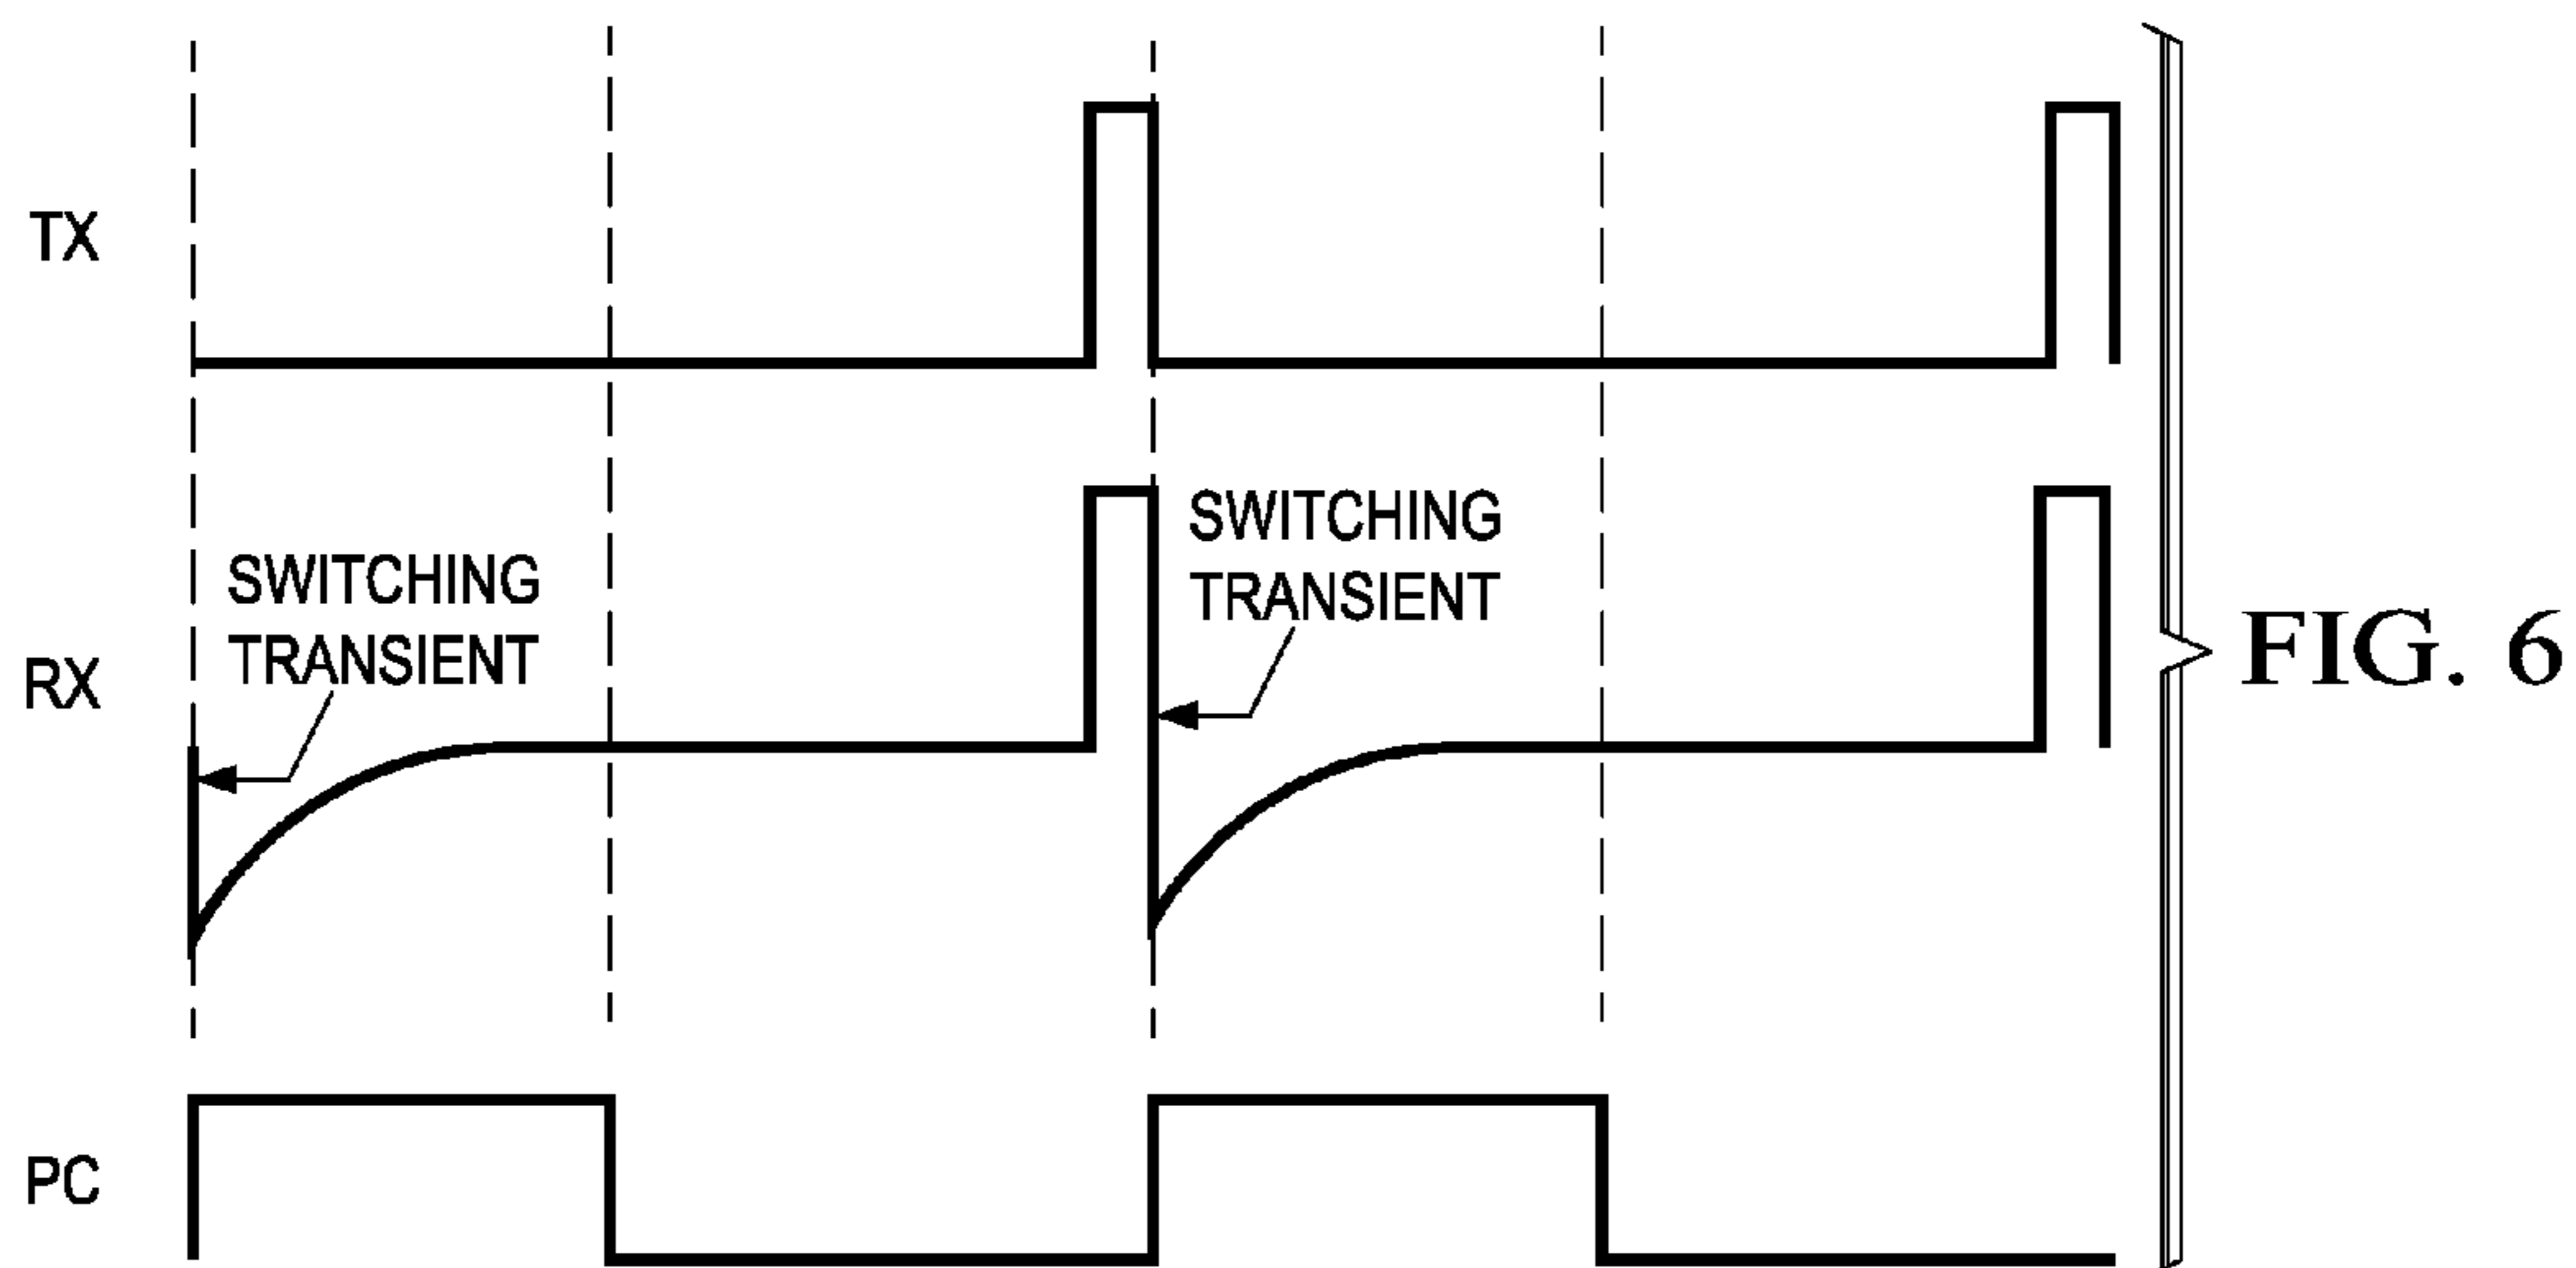 TX
SWITCHING
TRANSIENT
SWITCHING
TRANSIENT
RX
PC
FIG. 6